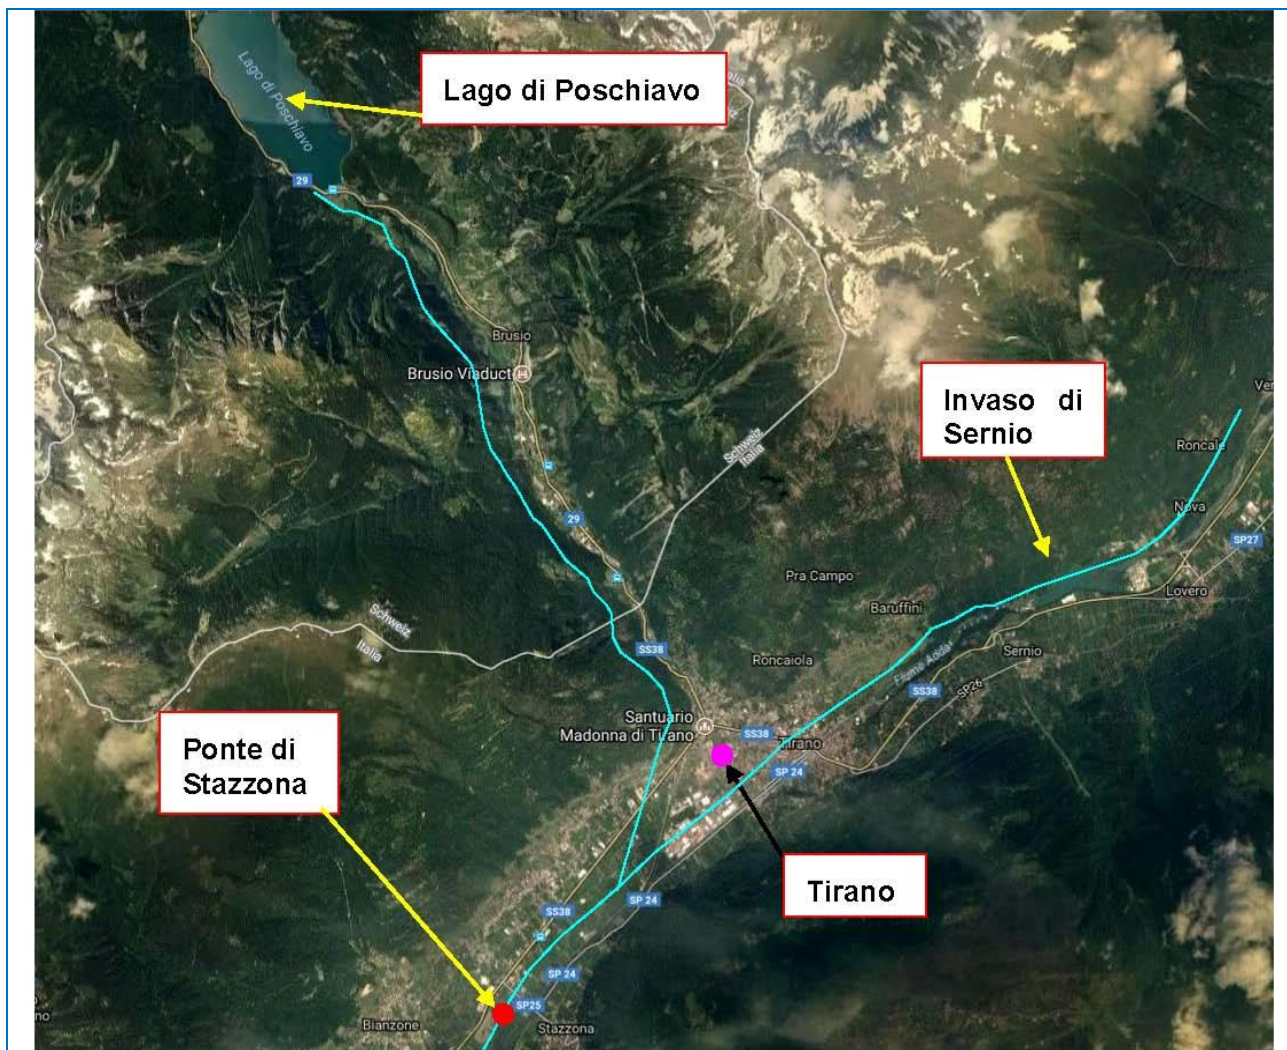 Lago di Poschiavo
Lago di Poschiavo
29
Brusio
Brusio Viaduct
Invaso di
Sernio
Roncale
Schweiz
Italia
29
Nova
SP27
Pra Campo
Lovero
Baruffini
Schweiz
Italia
SS38
Roncaiola
Fiume Adda
Sernio
SS38
SP26
Santuario
Madonna di Tirano
SS38
Tirano
SP 24
Ponte di
Stazzona
Tirano
SP 24
SS38
SP 24
SP25
Bianzone
Stazzona